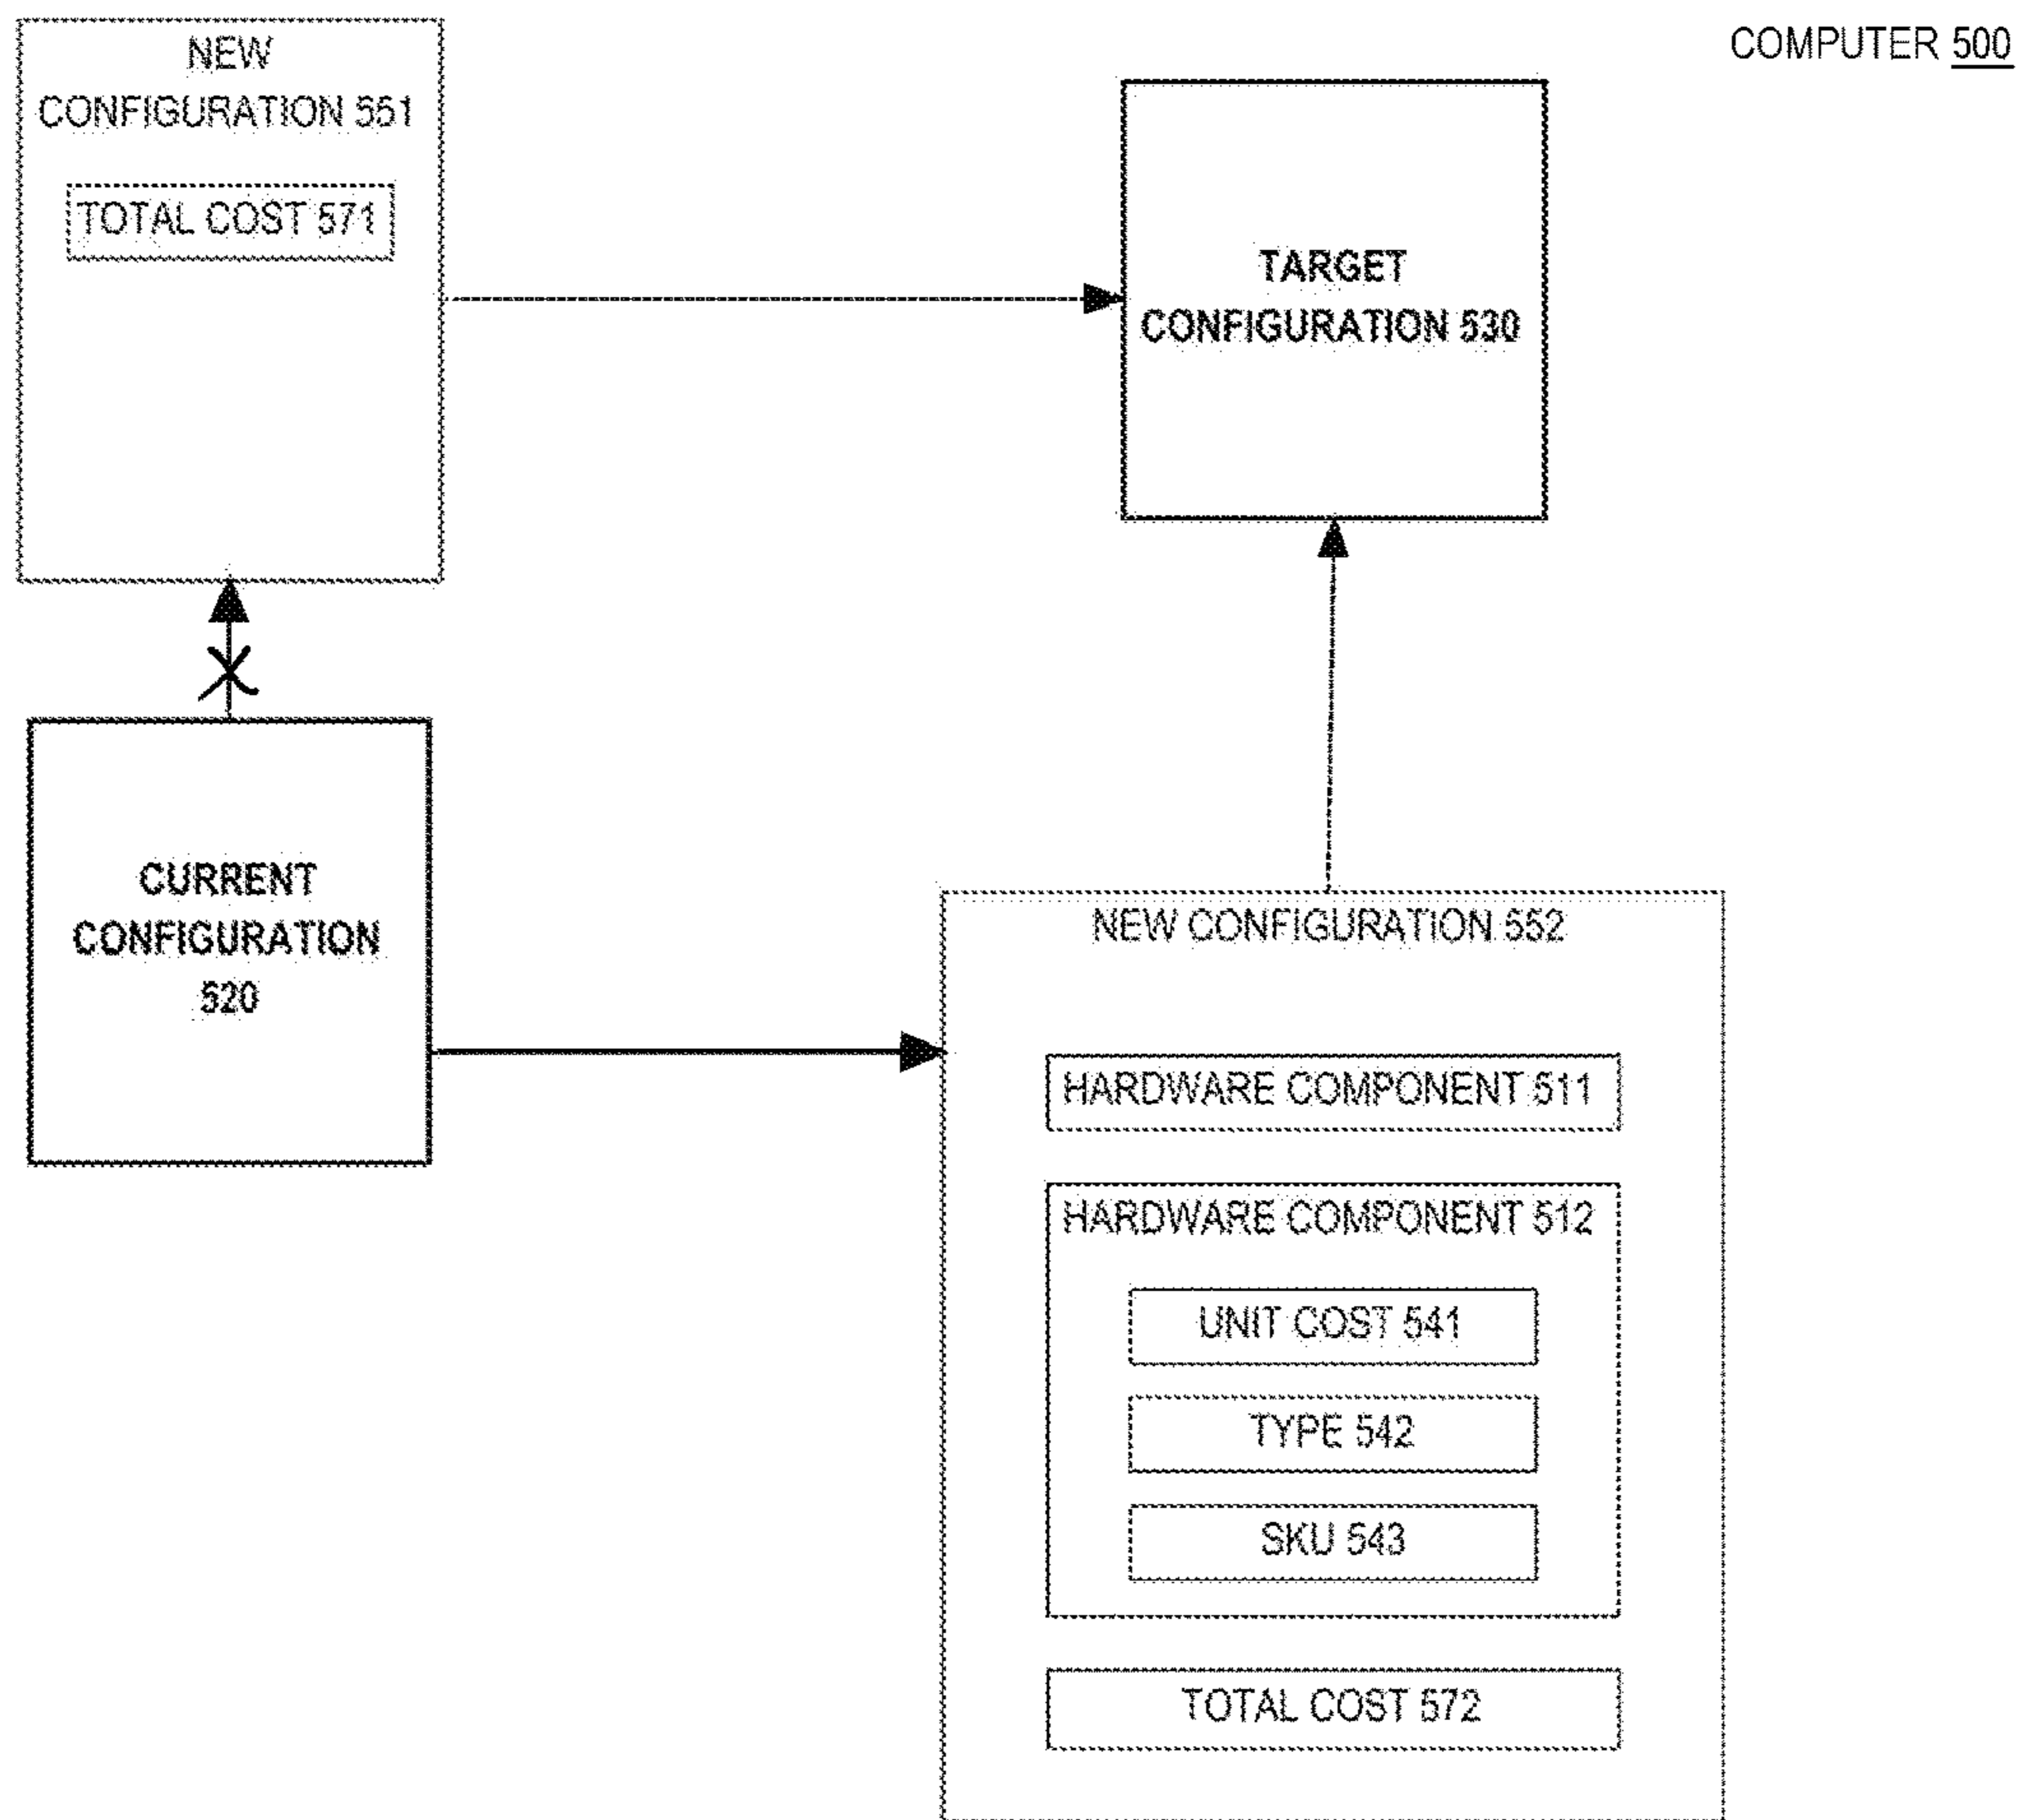 COMPUTER 500
NEW
CONFIGURATION 551
TOTAL COST 571
TARGET
CONFIGURATION 530
CURRENT
CONFIGURATION
520
NEW CONFIGURATION 552
HARDWARE COMPONENT 511
HARDWARE COMPONENT 512
UNIT COST 541
TYPE 542
SKU 543
TOTAL COST 572